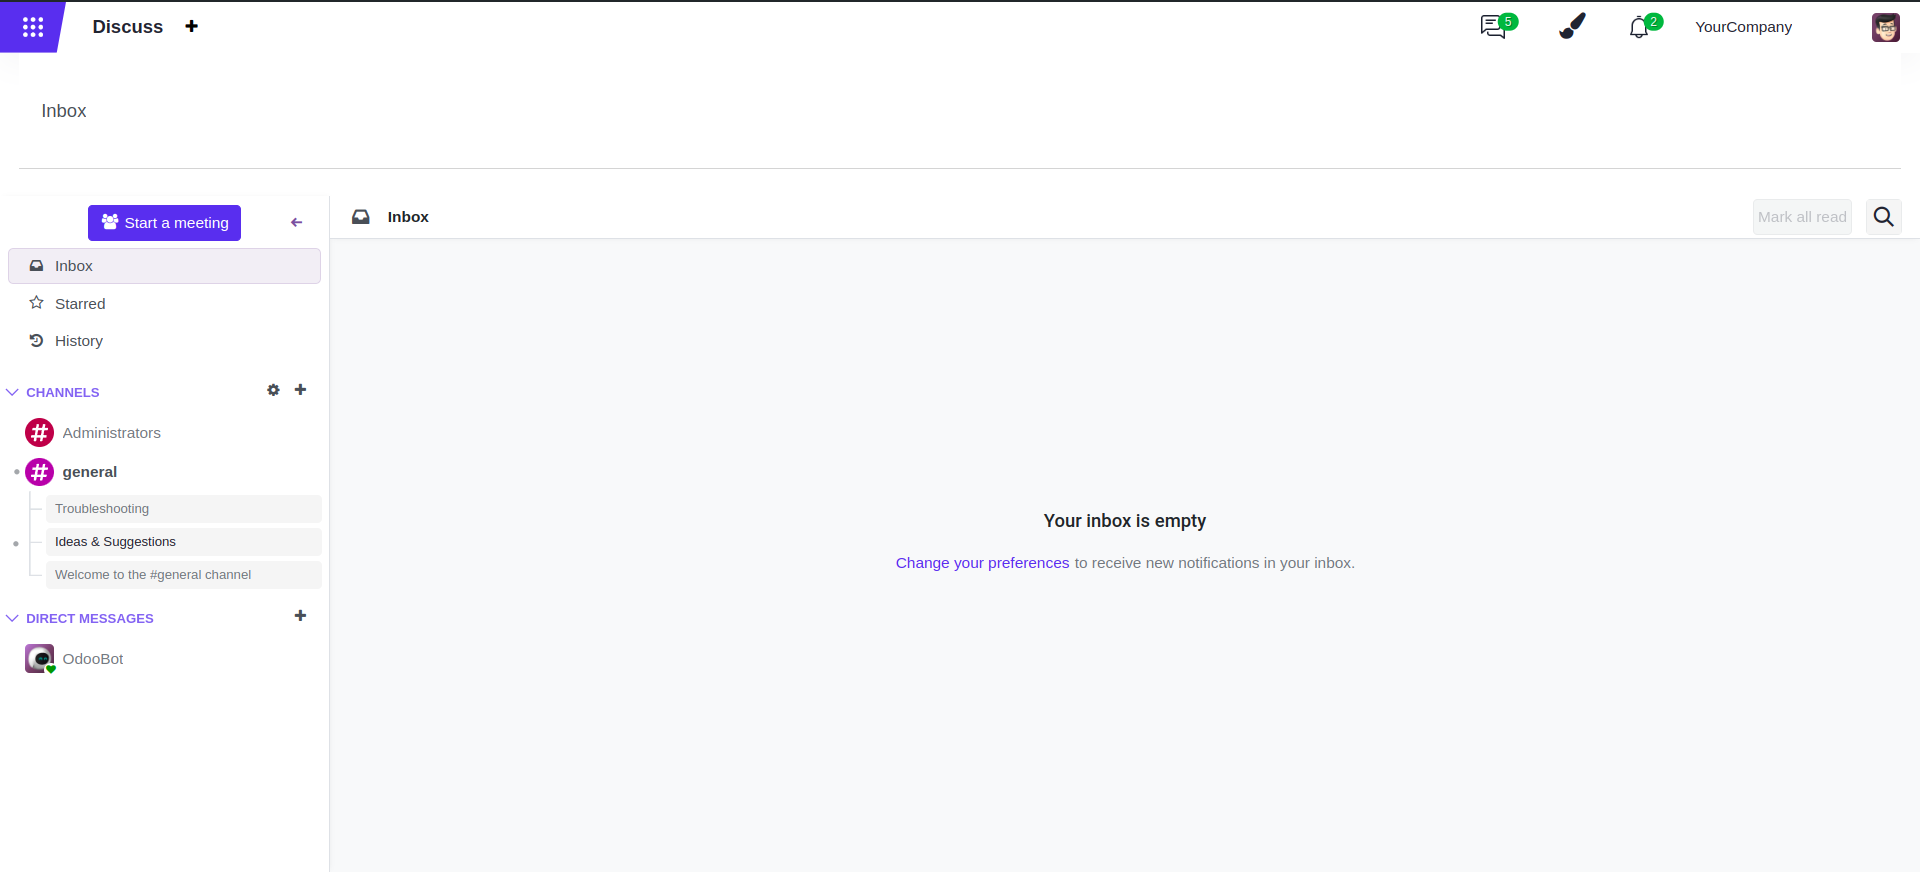 Discuss
5
2
YourCompany
Inbox
Start a meeting
Inbox
Mark all read
Inbox
Starred
History
CHANNELS
Administrators
general
Troubleshooting
Ideas & Suggestions
Welcome to the #general channel
DIRECT MESSAGES
OdooBot
Your inbox is empty
Change your preferences to receive new notifications in your inbox.